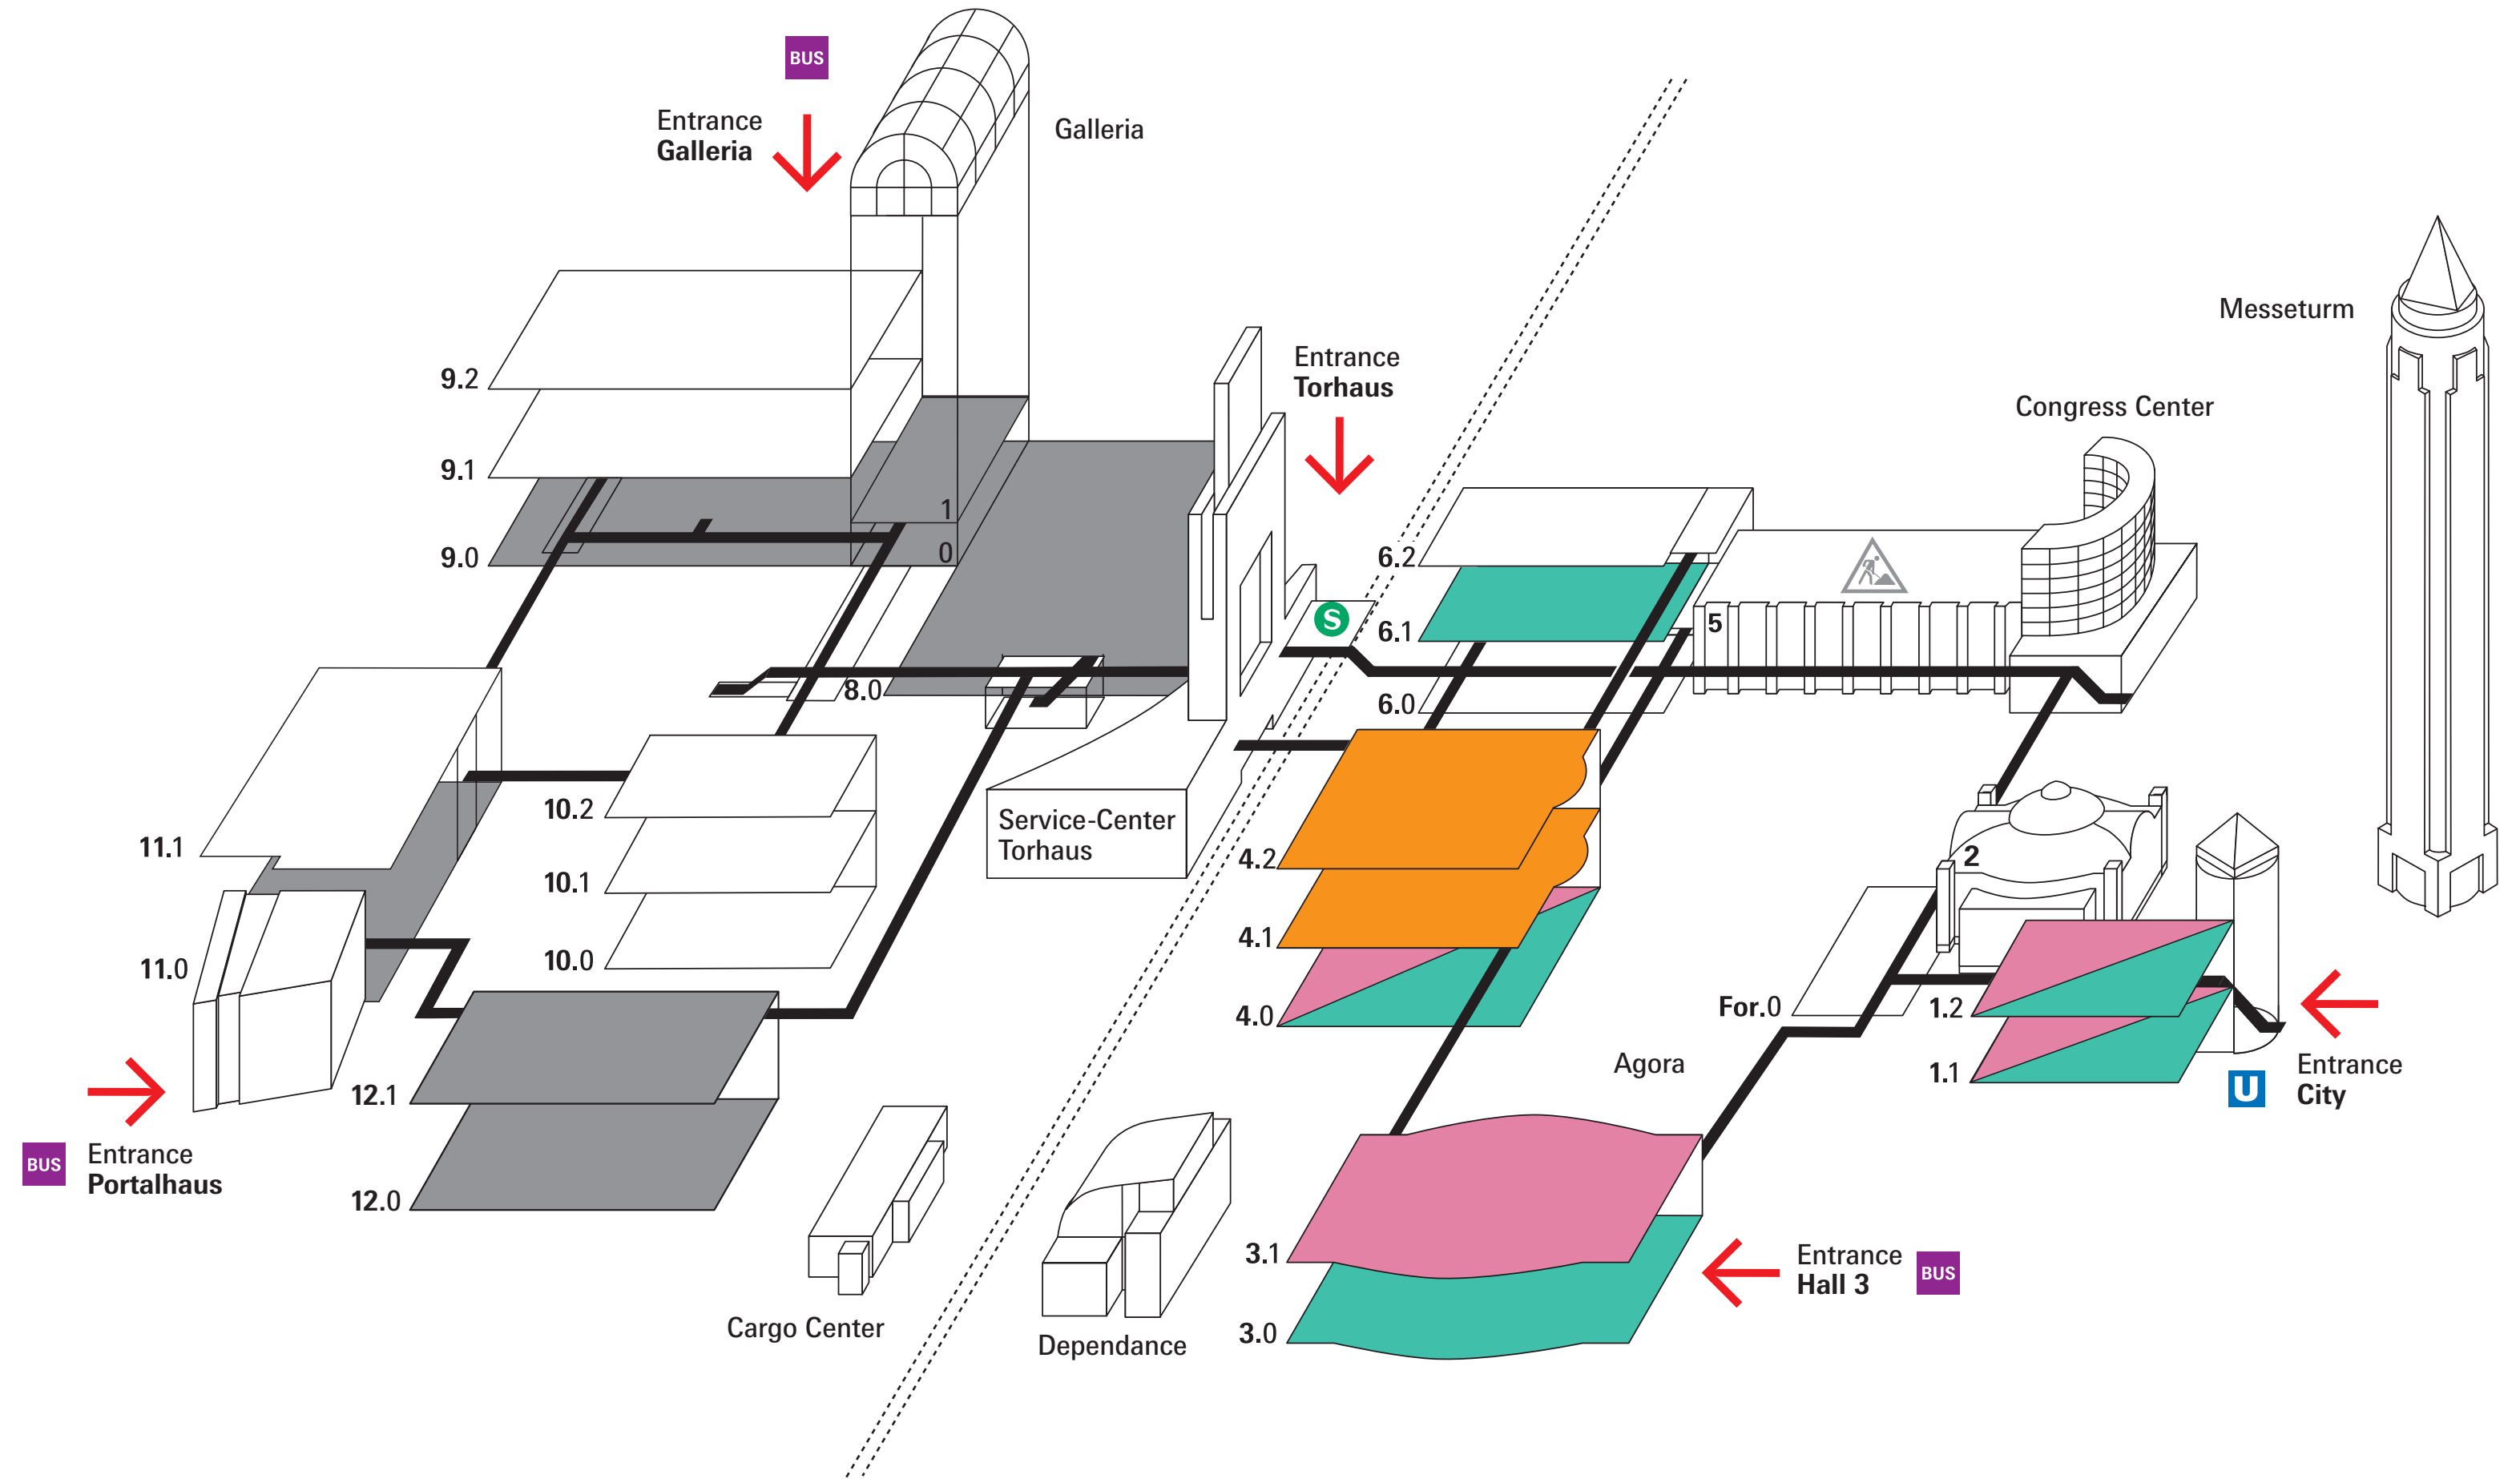 BUS
Entrance
Galleria
Galleria
Messeturm
Entrance
Torhaus
9.2
Congress Center
9.1
1
9.0
0
6.2
S
6.1
5
8.0
6.0
10.2
Service-Center
Torhaus
11.1
4.2
2
10.1
4.1
11.0
10.0
For.0
1.2
4.0
Agora
Entrance
City
U
1.1
12.1
BUS
Entrance
Portalhaus
12.0
3.1
Entrance
Hall 3
BUS
Cargo Center
Dependance
3.0